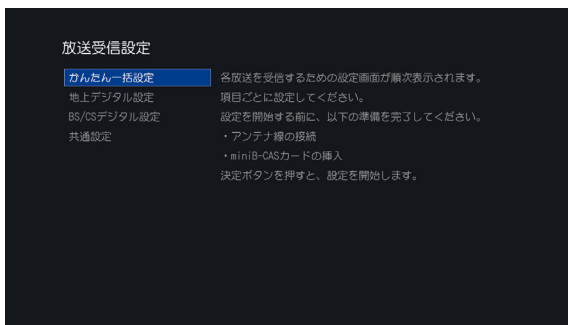 放送受信設定
かんたん一括設定
地上デジタル設定
BS/CSデジタル設定
共通設定
各放送を受信するための設定画面が順次表示されます。
項目ごとに設定してください。
設定を開始する前に、以下の準備を完了してください。
・アンテナ線の接続
・miniB-CASカードの挿入
決定ボタンを押すと、設定を開始します。